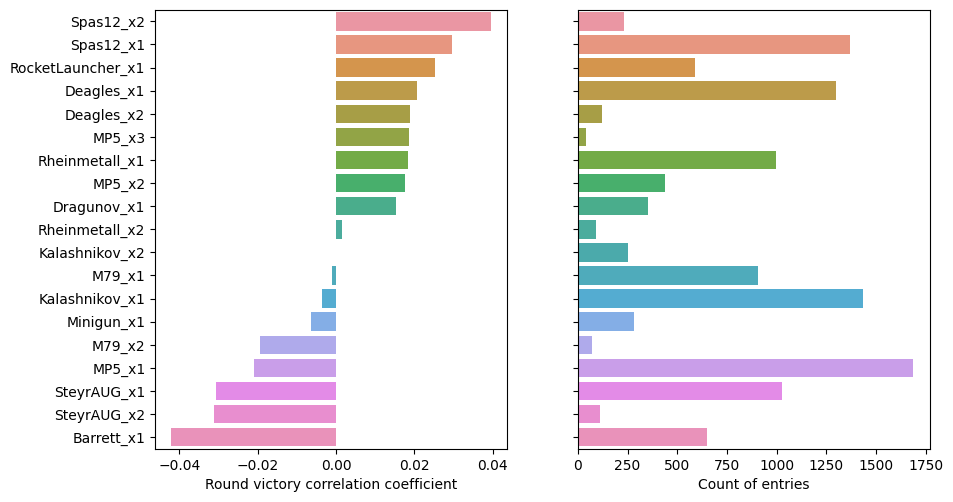 Spas12_x2
Spas12_x1
RocketLauncher_x1
Deagles_x1
Deagles_x2
MP5_x3
Rheinmetall_x1
MP5_x2
Dragunov_x1
Rheinmetall_x2
Kalashnikov_x2
M79_x1
Kalashnikov_x1
Minigun_x1
M79_x2
MP5_x1
SteyrAUG_x1
SteyrAUG_x2
Barrett_x1
−0.04 −0.02 0.00 0.02 0.04
Round victory correlation coefficient
0 250 500 750 1000 1250 1500 1750
Count of entries